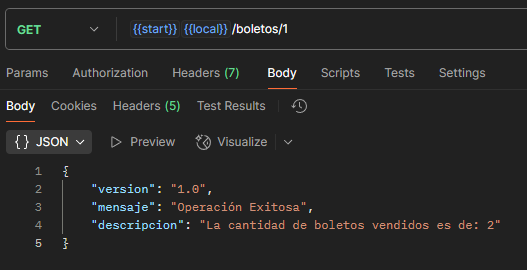 GET {{start}} {{local}}/boletos/1
Params Authorization Headers (7) Body Scripts Tests Settings
Body Cookies Headers (5) Test Results
{} JSON Preview Visualize
1 {
2 "version": "1.0",
3 "mensaje": "Operación Exitosa",
4 "descripcion": "La cantidad de boletos vendidos es de: 2"
5 }